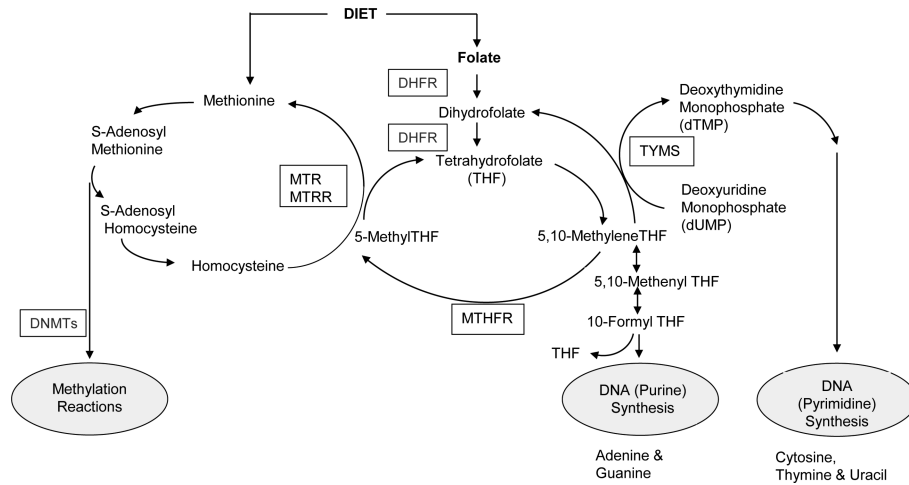 DIET
Folate
DHFR
Methionine
Dihydrofolate
Deoxythymidine
Monophosphate
(dTMP)
S-Adenosyl
Methionine
DHFR
TYMS
Tetrahydrofolate
(THF)
MTR
MTRR
Deoxyuridine
Monophosphate
(dUMP)
S-Adenosyl
Homocysteine
5-MethylTHF
5,10-MethyleneTHF
Homocysteine
5,10-Methenyl THF
MTHFR
10-Formyl THF
DNMTs
THF
Methylation
Reactions
DNA (Purine)
Synthesis
DNA
(Pyrimidine)
Synthesis
Adenine &
Guanine
Cytosine,
Thymine & Uracil